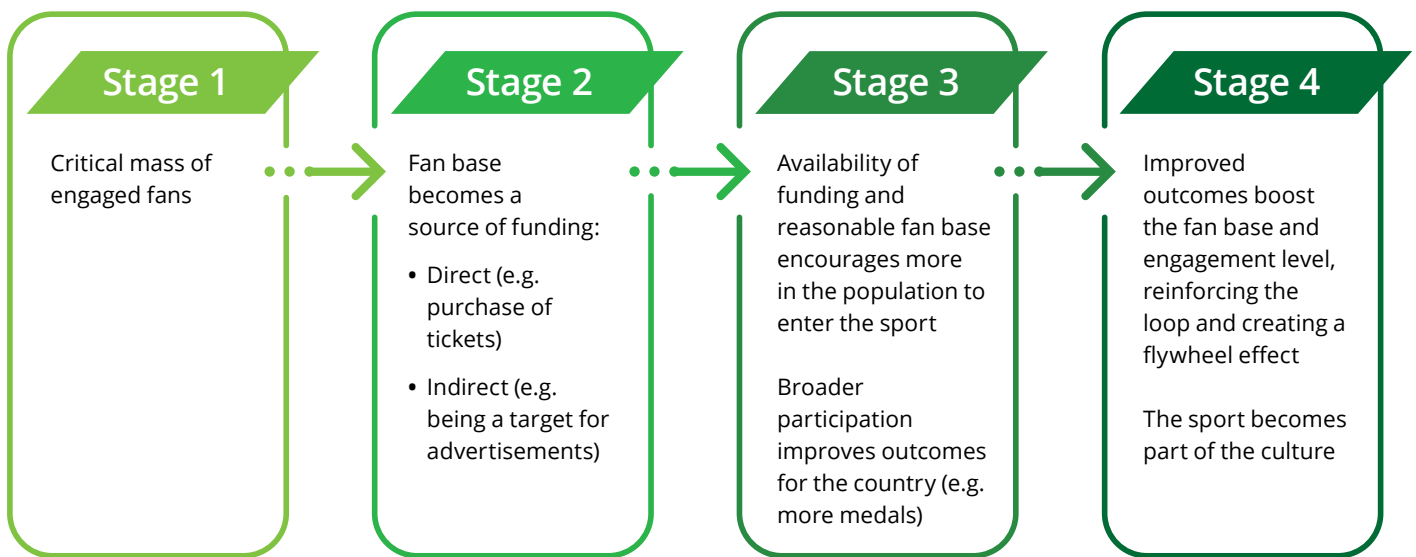 Stage 1
Critical mass of
engaged fans
Stage 2
Fan base
becomes a
source of funding:
• Direct (e.g.
purchase of
tickets)
• Indirect (e.g.
being a target for
advertisements)
Stage 3
Availability of
funding and
reasonable fan base
encourages more
in the population to
enter the sport
Broader
participation
improves outcomes
for the country (e.g.
more medals)
Stage 4
Improved
outcomes boost
the fan base and
engagement level,
reinforcing the
loop and creating a
flywheel effect
The sport becomes
part of the culture